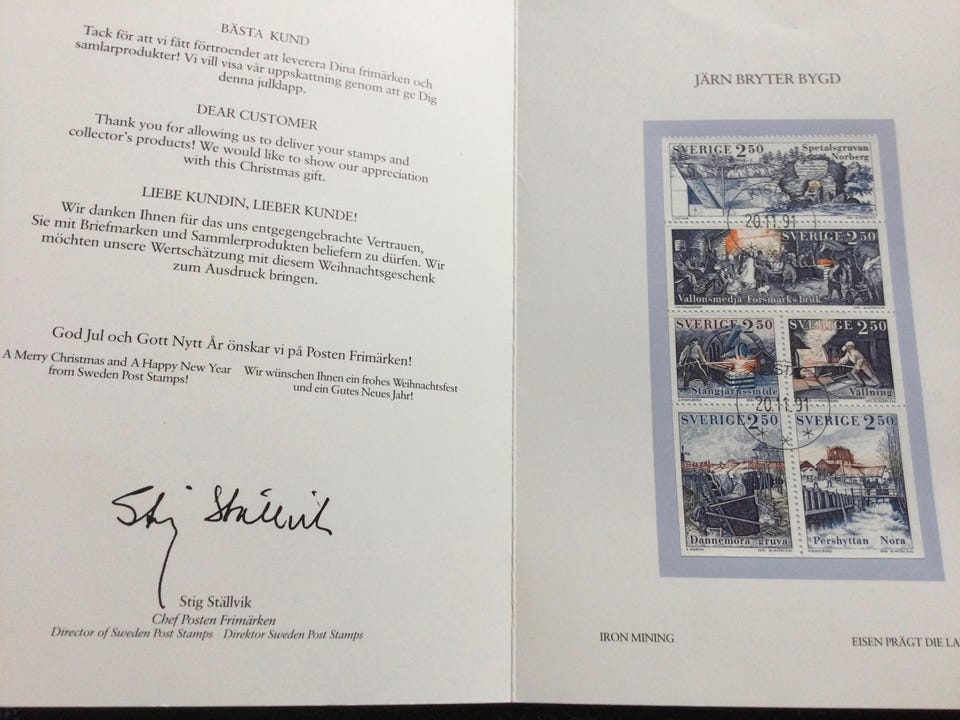 BÄSTA KUND
Tack för att vi fått förtroendet att leverera Dina frimärken och
samlarprodukter! Vi vill visa vår uppskattning genom att ge Dig
denna julklapp.
DEAR CUSTOMER
Thank you for allowing us to deliver your stamps and
collector's products! We would like to show our appreciation
with this Christmas gift.
LIEBE KUNDIN, LIEBER KUNDE!
Wir danken Ihnen für das uns entgegengebrachte Vertrauen,
Sie mit Briefmarken und Sammlerprodukten beliefern zu dürfen. Wir
möchten unsere Wertschätzung mit diesem Weihnachtsgeschenk
zum Ausdruck bringen.
God Jul och Gott Nytt År önskar vi på Posten Frimärken!
A Merry Christmas and A Happy New Year
from Sweden Post Stamps!
Wir wünschen Ihnen ein frohes Weihnachtsfest
und ein Gutes Neues Jahr!
Stig Ställvik
Stig Ställvik
Chef Posten Frimärken
Director of Sweden Post Stamps Direktor Sweden Post Stamps
JÄRN BRYTER BYGD
SVERIGE 2 50
Spetalsgruvan
Norberg
20.11.91
SVERIGE 2 50
Vallonsmedja Forsmarks bruk
SVERIGE 2 50
Stångjärnssmide
SVERIGE 2 50
Vällning
20.11.91
SVERIGE 2 50
Dannemora gruva
SVERIGE 2 50
Pershyttan Nora
IRON MINING
EISEN PRÄGT DIE LA